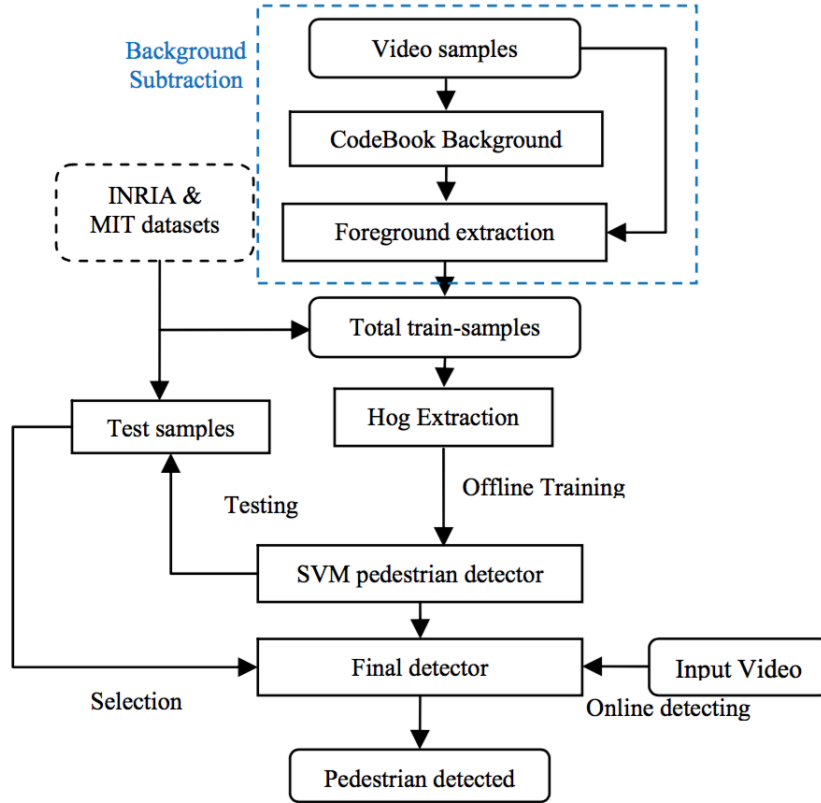 Background
Subtraction
Video samples
CodeBook Background
INRIA &
MIT datasets
Foreground extraction
Total train-samples
Test samples
Hog Extraction
Testing
Offline Training
SVM pedestrian detector
Final detector
Input Video
Selection
Online detecting
Pedestrian detected